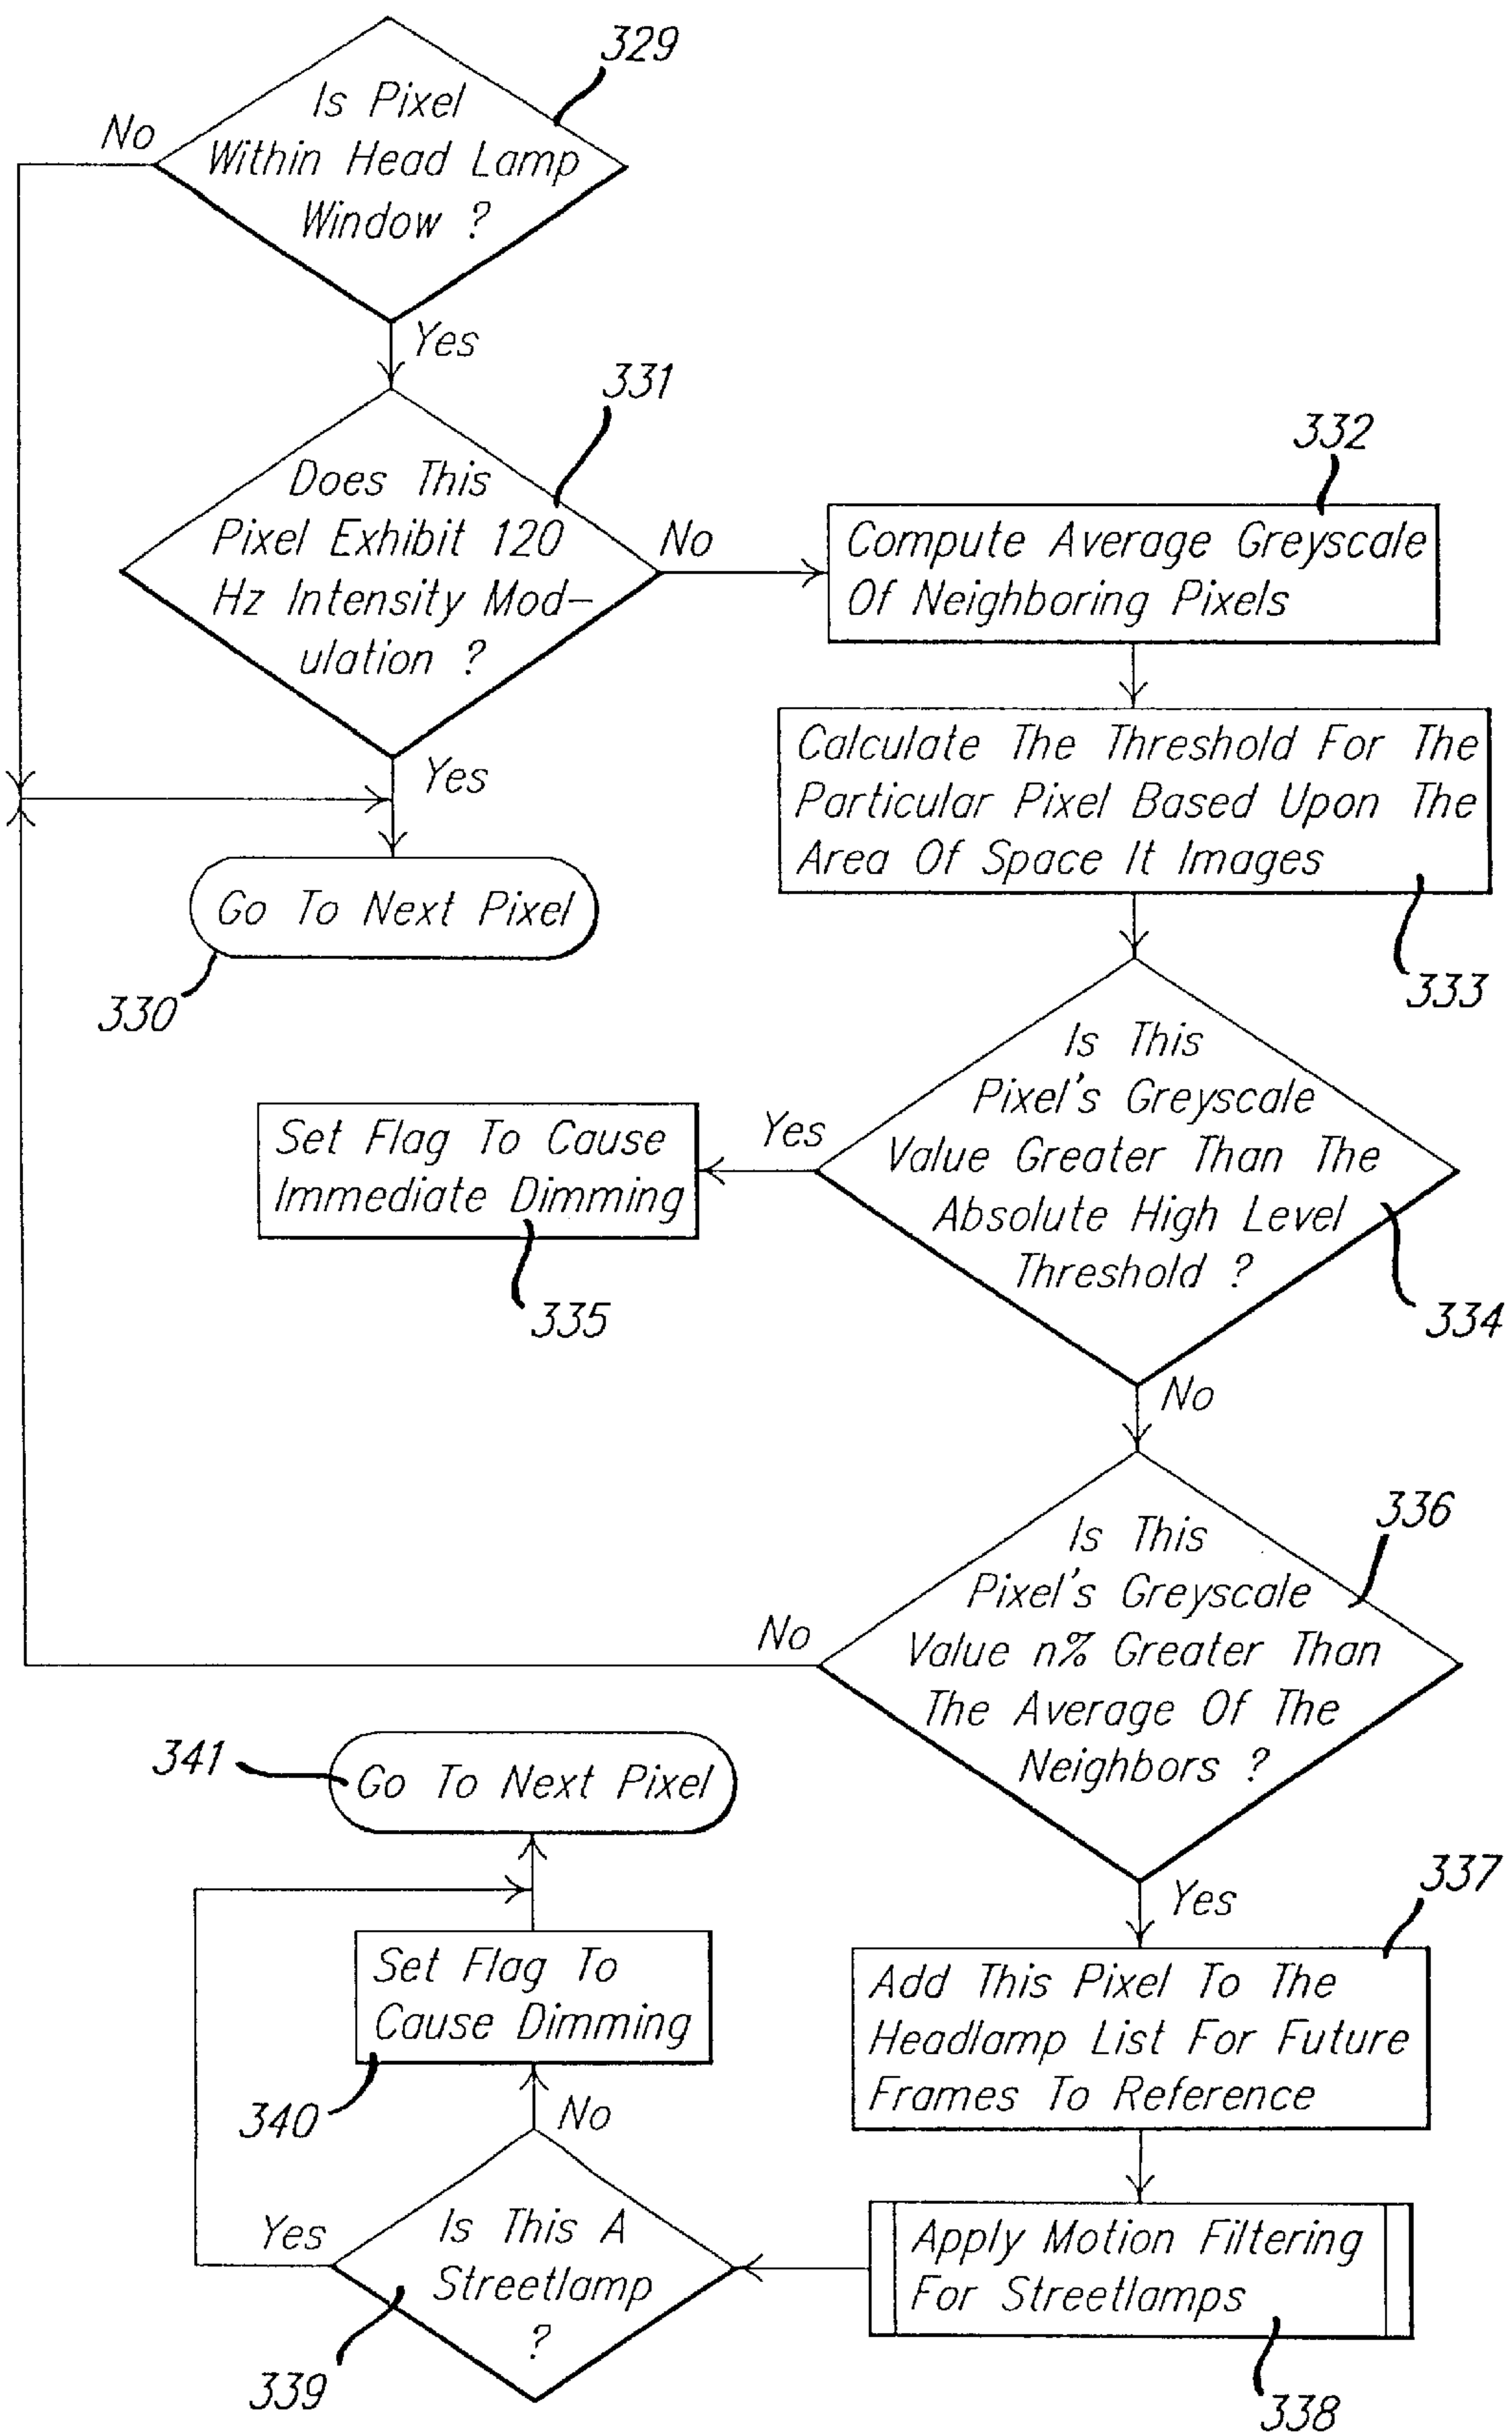 329
Is Pixel
Within Head Lamp
Window ?
No
Yes
331
Does This
Pixel Exhibit 120
Hz Intensity Mod-
ulation ?
No
Yes
332
Compute Average Greyscale
Of Neighboring Pixels
Calculate The Threshold For The
Particular Pixel Based Upon The
Area Of Space It Images
333
Go To Next Pixel
330
Is This
Pixel's Greyscale
Value Greater Than The
Absolute High Level
Threshold ?
334
Yes
Set Flag To Cause
Immediate Dimming
335
No
336
Is This
Pixel's Greyscale
Value n% Greater Than
The Average Of The
Neighbors ?
No
Yes
341
Go To Next Pixel
337
Add This Pixel To The
Headlamp List For Future
Frames To Reference
Set Flag To
Cause Dimming
340
No
Apply Motion Filtering
For Streetlamps
338
Is This A
Streetlamp
?
Yes
339